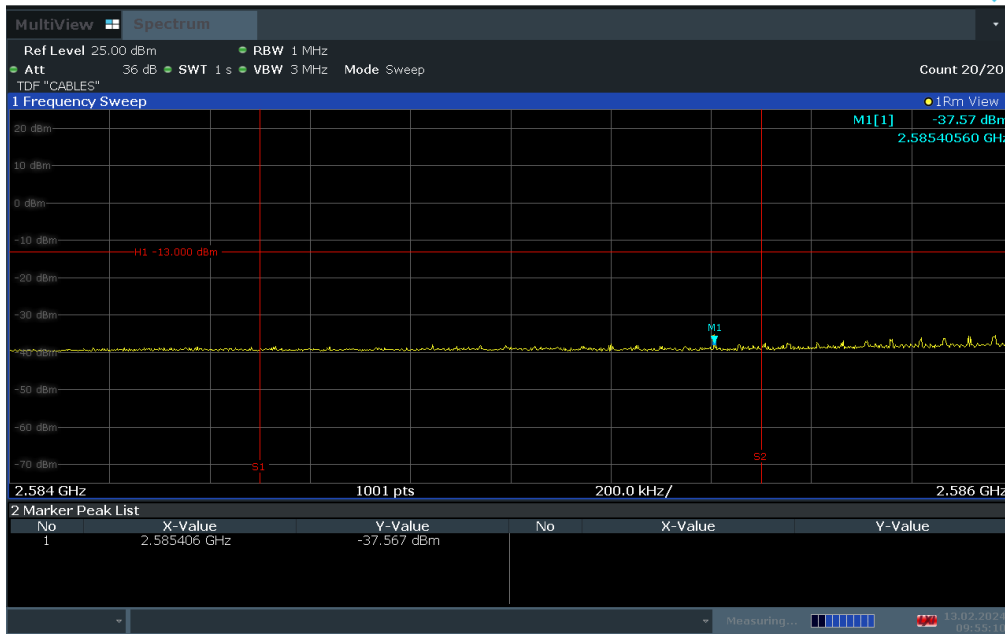 MultiView Spectrum
Ref Level 25.00 dBm RBW 1 MHz
Att 36 dB SWT 1 s VBW 3 MHz Mode Sweep Count 20/20
TDF "CABLES"
1 Frequency Sweep 1Rm View
M1[1] -37.57 dBm
2.58540560 GHz
20 dBm
10 dBm
0 dBm
-10 dBm
H1 -13.000 dBm
-20 dBm
-30 dBm
M1
-40 dBm
-50 dBm
-60 dBm
S2
-70 dBm
S1
2.584 GHz 1001 pts 200.0 kHz/ 2.586 GHz
2 Marker Peak List
No X-Value Y-Value No X-Value Y-Value
1 2.585406 GHz -37.567 dBm
Measuring... 13.02.2024
09:55:10